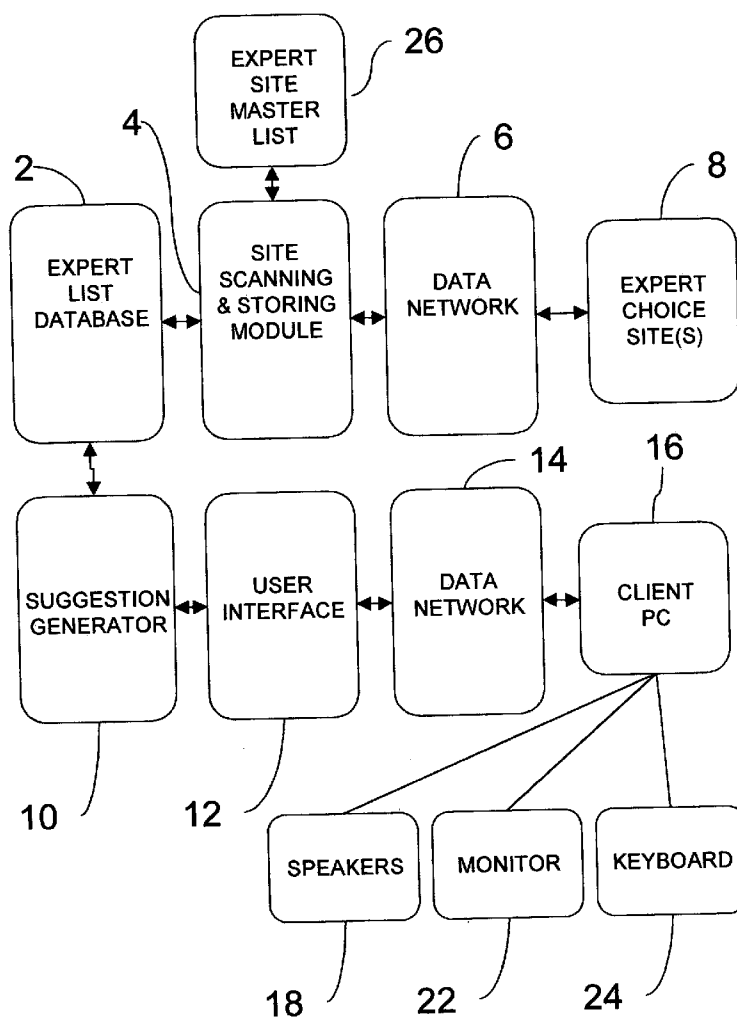 EXPERT
SITE
MASTER
LIST
26
4
2
6
8
EXPERT
LIST
DATABASE
SITE
SCANNING
& STORING
MODULE
DATA
NETWORK
EXPERT
CHOICE
SITE(S)
14
16
SUGGESTION
GENERATOR
USER
INTERFACE
DATA
NETWORK
CLIENT
PC
10
12
SPEAKERS
MONITOR
KEYBOARD
18
22
24